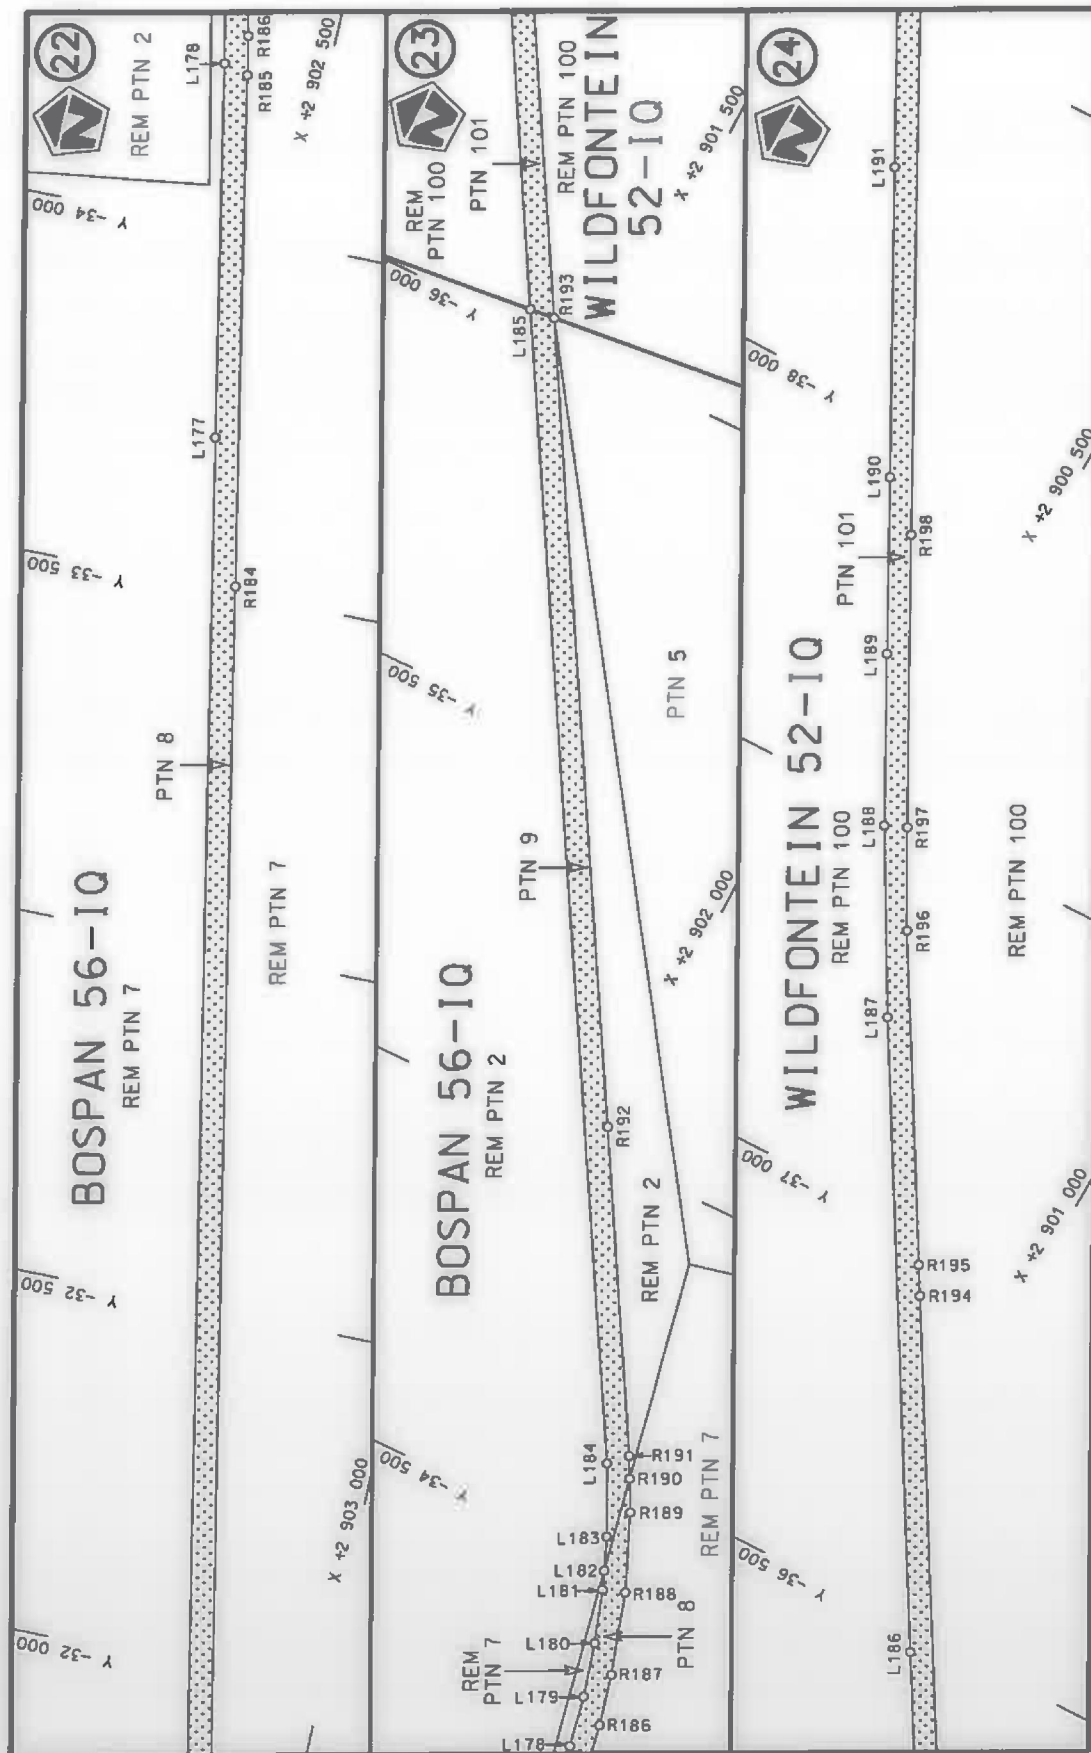 22
N
REM PTN 2
L178
R186
R185
X +2 902 500
Y -34 000
L177
Y -33 500
R184
PTN 8
BOSPAN 56-IQ
REM PTN 7
REM PTN 7
Y -32 500
X +2 903 000
Y -32 000
23
N
REM
PTN 100
PTN 101
REM PTN 100
WILDFONTEIN
52-IQ
X +2 901 500
Y -36 000
L185
R193
Y -35 500
PTN 5
PTN 9
X +2 902 000
BOSPAN 56-IQ
REM PTN 2
R192
REM PTN 2
Y -34 500
L184
R191
R190
R189
REM PTN 7
L183
L182
L181
R188
L180
PTN 8
REM
PTN 7
R187
L179
R186
L178
24
N
L191
Y -38 000
L190
X +2 900 500
PTN 101
R198
L189
WILDFONTEIN 52-IQ
REM PTN 100
L188
R197
R196
REM PTN 100
L187
Y -37 000
X +2 901 000
R195
R194
Y -36 500
L186